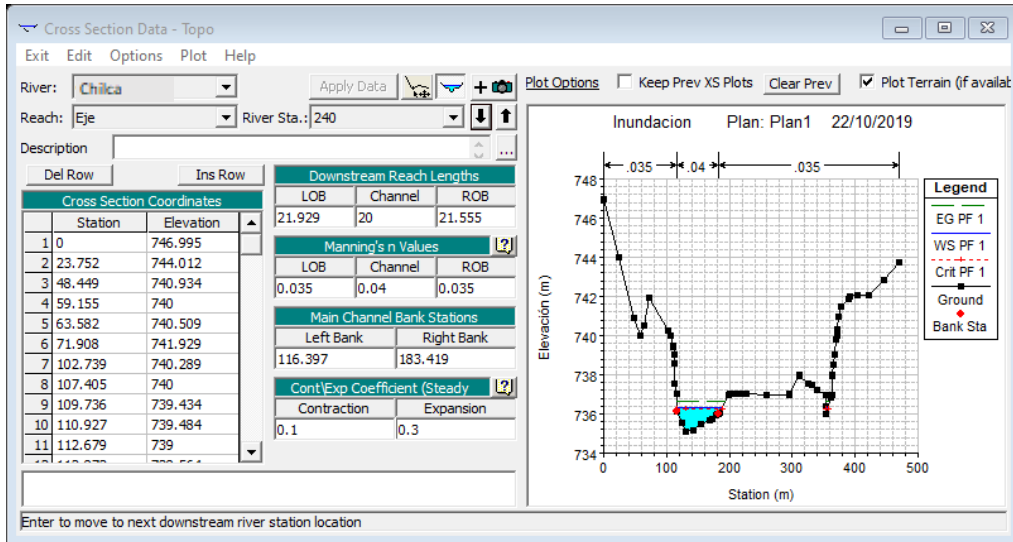 Cross Section Data - Topo
Exit Edit Options Plot Help
River: Chilca Apply Data
Plot Options Keep Prev XS Plots Clear Prev Plot Terrain (if availab
Reach: Eje River Sta.: 240
Description ...
Del Row Ins Row
Cross Section Coordinates
Station Elevation
1 0 746.995
2 23.752 744.012
3 48.449 740.934
4 59.155 740
5 63.582 740.509
6 71.908 741.929
7 102.739 740.289
8 107.405 740
9 109.736 739.434
10 110.927 739.484
11 112.679 739
Downstream Reach Lengths
LOB Channel ROB
21.929 20 21.555
Manning's n Values
LOB Channel ROB
0.035 0.04 0.035
Main Channel Bank Stations
Left Bank Right Bank
116.397 183.419
Cont\Exp Coefficient (Steady
Contraction Expansion
0.1 0.3
Enter to move to next downstream river station location
Inundacion Plan: Plan1 22/10/2019
.035 .04 .035
748
746
744
742
740
738
736
734
Elevación (m)
0 100 200 300 400 500
Station (m)
Legend
EG PF 1
WS PF 1
Crit PF 1
Ground
Bank Sta